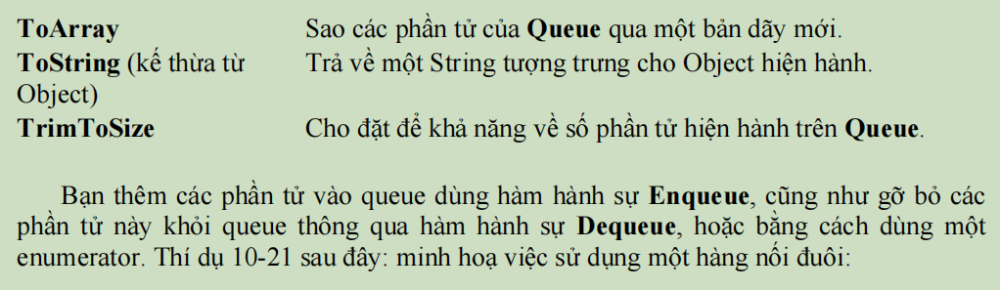 ToArray Sao các phần tử của Queue qua một bản dãy mới.
ToString (kế thừa từ Trả về một String tượng trưng cho Object hiện hành.
Object)
TrimToSize Cho đặt để khả năng về số phần tử hiện hành trên Queue.
Bạn thêm các phần tử vào queue dùng hàm hành sự Enqueue, cũng như gỡ bỏ các
phần tử này khỏi queue thông qua hàm hành sự Dequeue, hoặc bằng cách dùng một
enumerator. Thí dụ 10-21 sau đây: minh hoạ việc sử dụng một hàng nối đuôi: